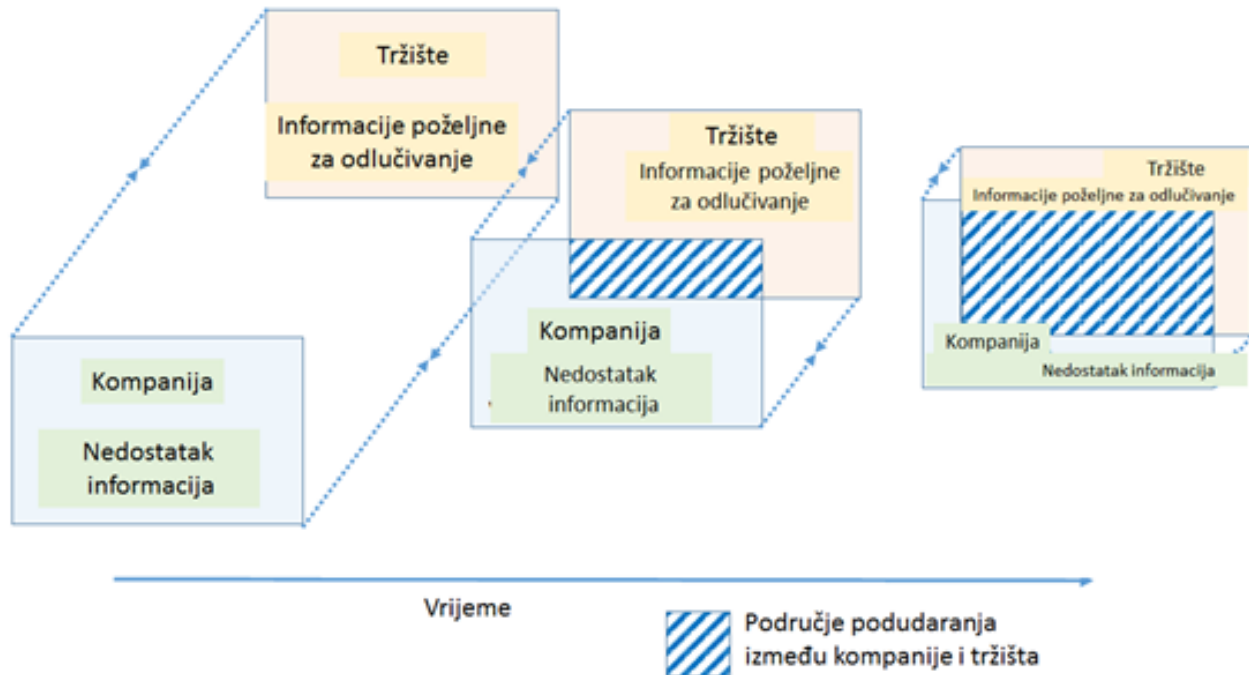 Tržište
Informacije poželjne
za odlučivanje
Kompanija
Nedostatak
informacija
Tržište
Informacije poželjne
za odlučivanje
Kompanija
Nedostatak
informacija
Tržište
Informacije poželjne za odlučivanje
Kompanija
Nedostatak informacija
Vrijeme
Područje podudaranja
između kompanije i tržišta